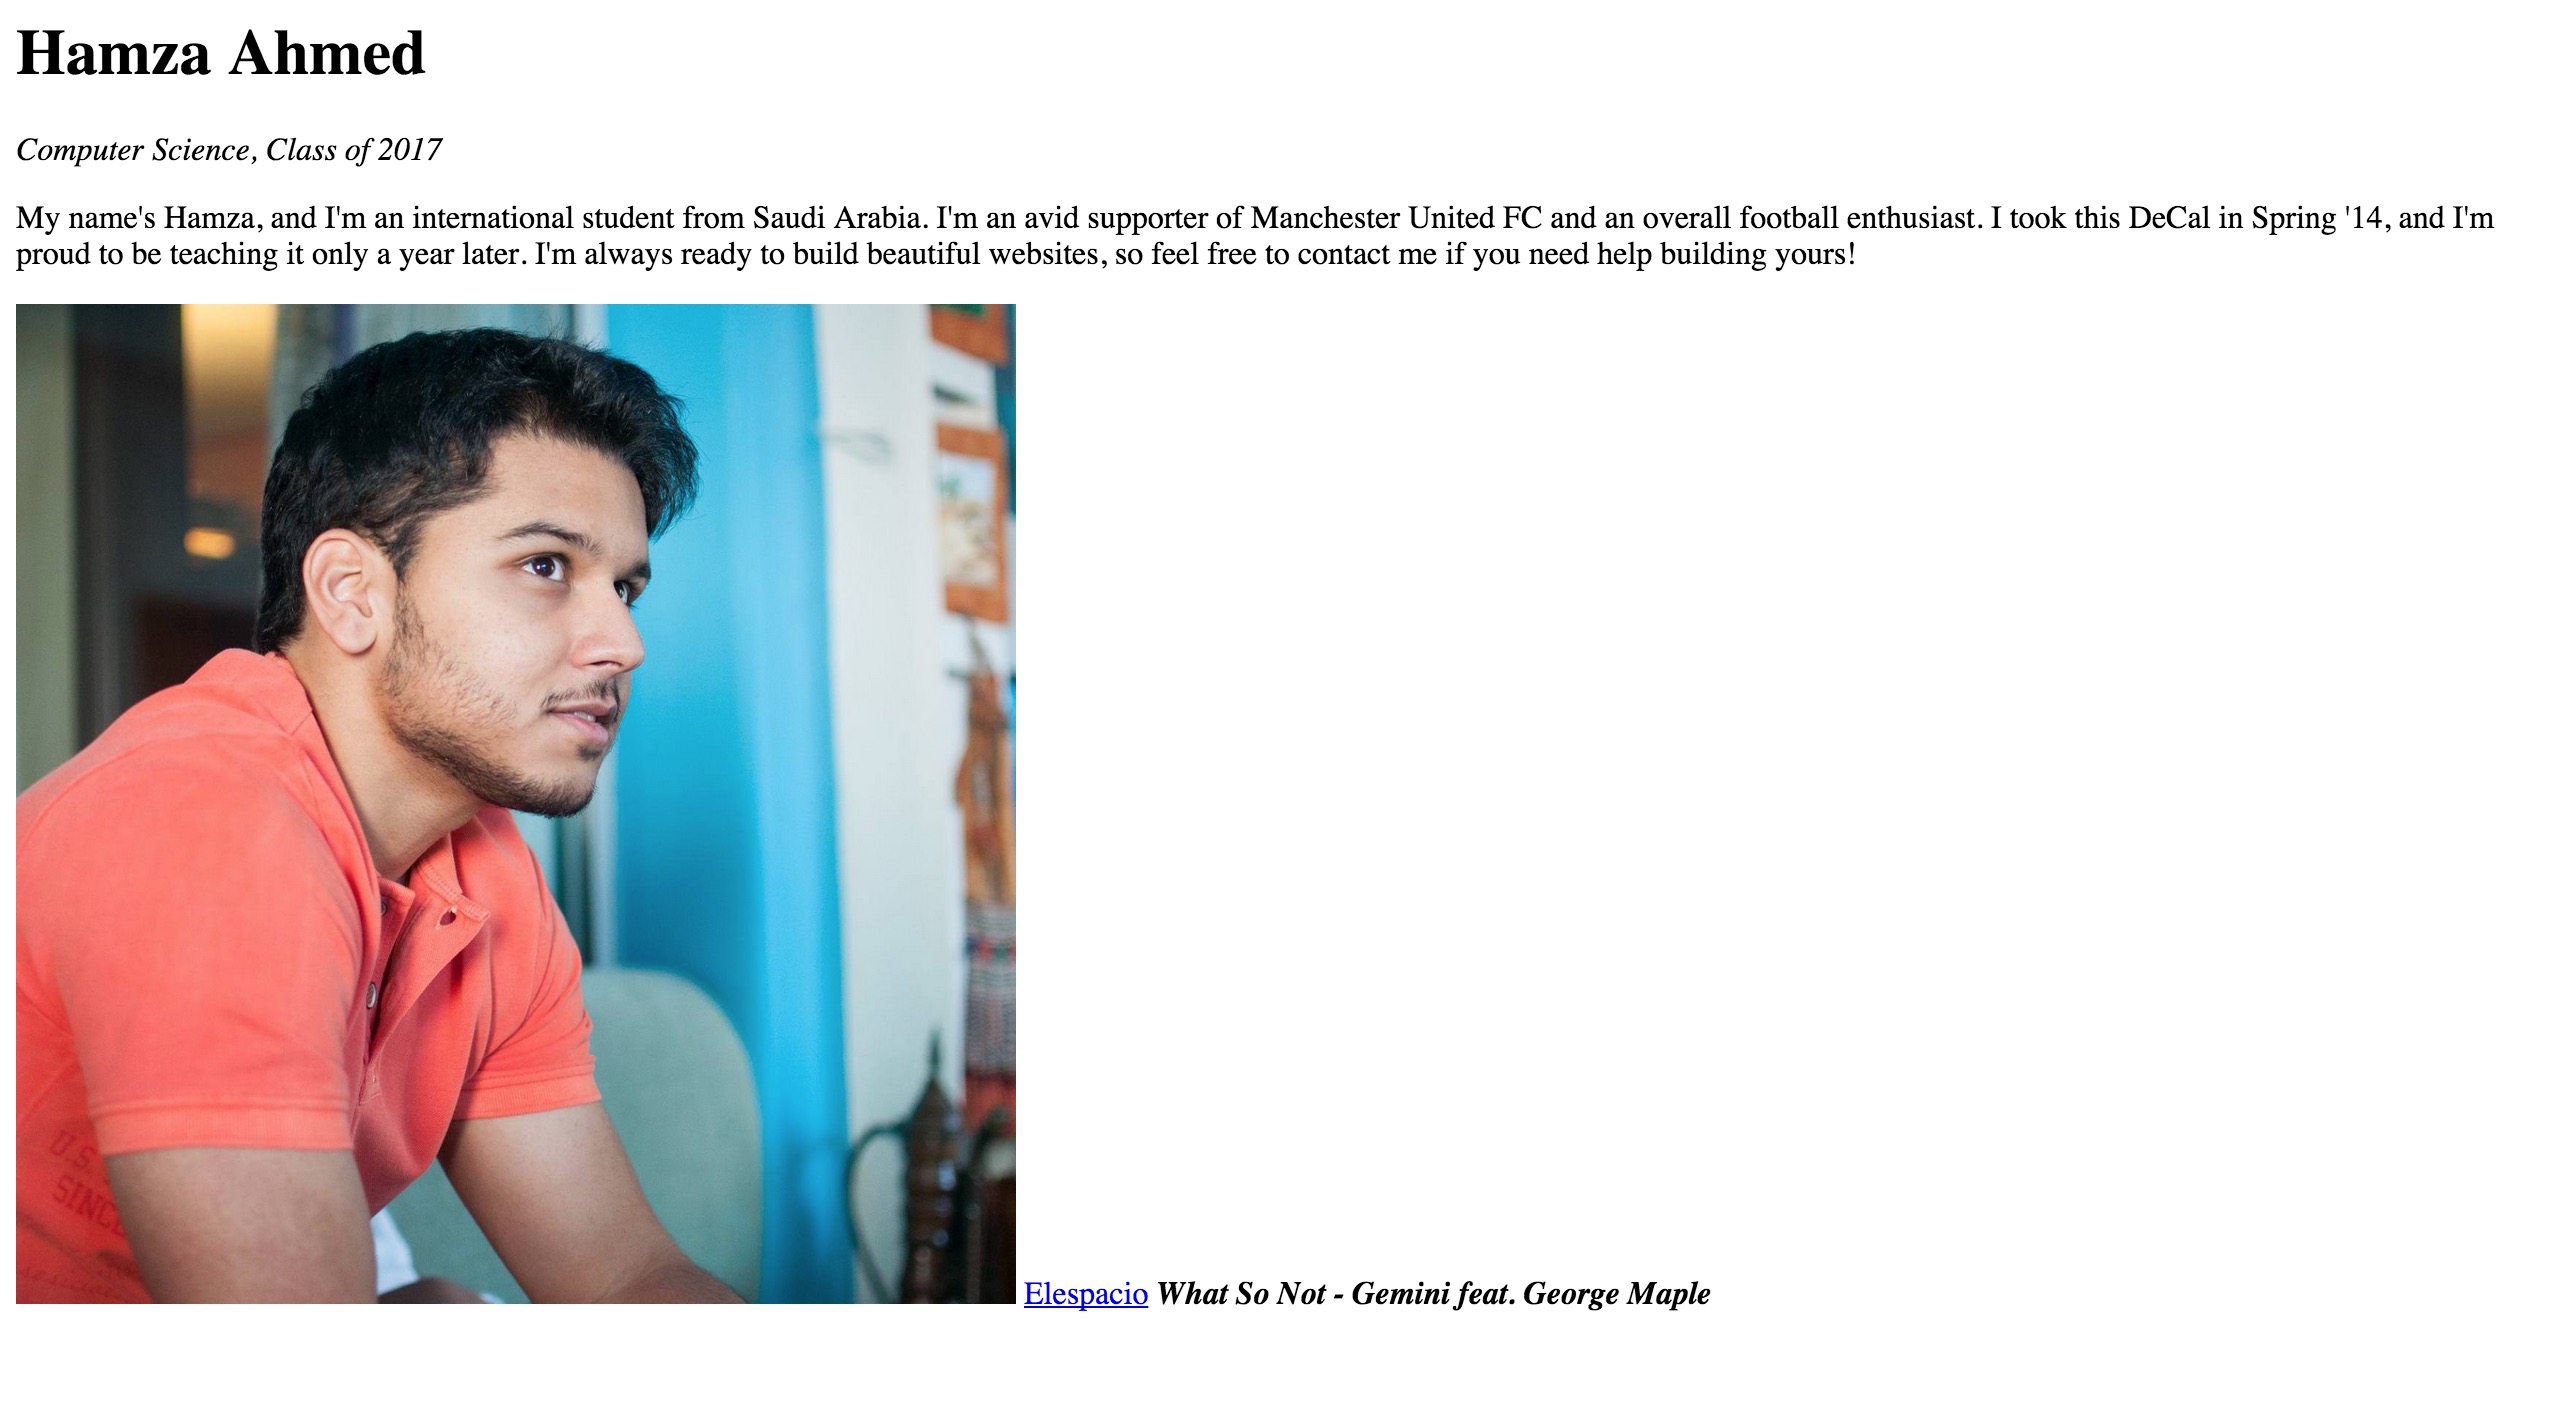 Hamza Ahmed
Computer Science, Class of 2017
My name's Hamza, and I'm an international student from Saudi Arabia. I'm an avid supporter of Manchester United FC and an overall football enthusiast. I took this DeCal in Spring '14, and I'm
proud to be teaching it only a year later. I'm always ready to build beautiful websites, so feel free to contact me if you need help building yours!
U.S.
SINCE
Elespacio What So Not - Gemini feat. George Maple